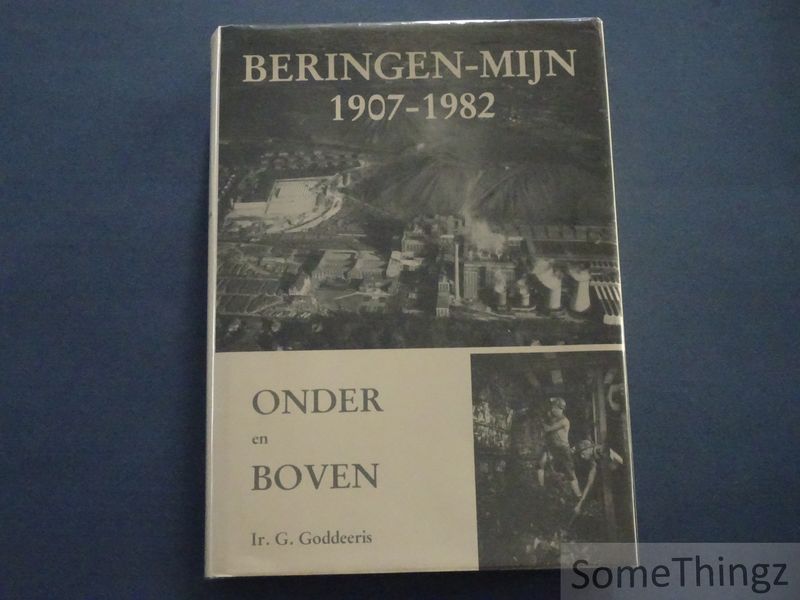 BERINGEN-MIJN
1907-1982
ONDER
en
BOVEN
Ir. G. Goddeeris
SomeThingz